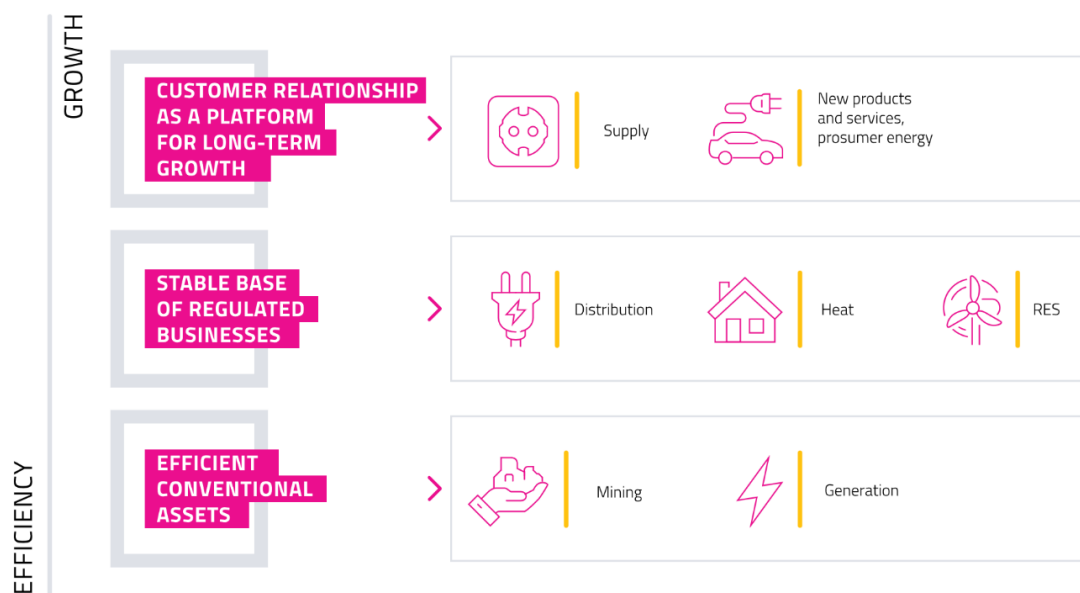 GROWTH
CUSTOMER RELATIONSHIP
AS A PLATFORM
FOR LONG-TERM
GROWTH
Supply
New products
and services,
prosumer energy
STABLE BASE
OF REGULATED
BUSINESSES
Distribution
Heat
RES
EFFICIENT
CONVENTIONAL
ASSETS
Mining
Generation
EFFICIENCY